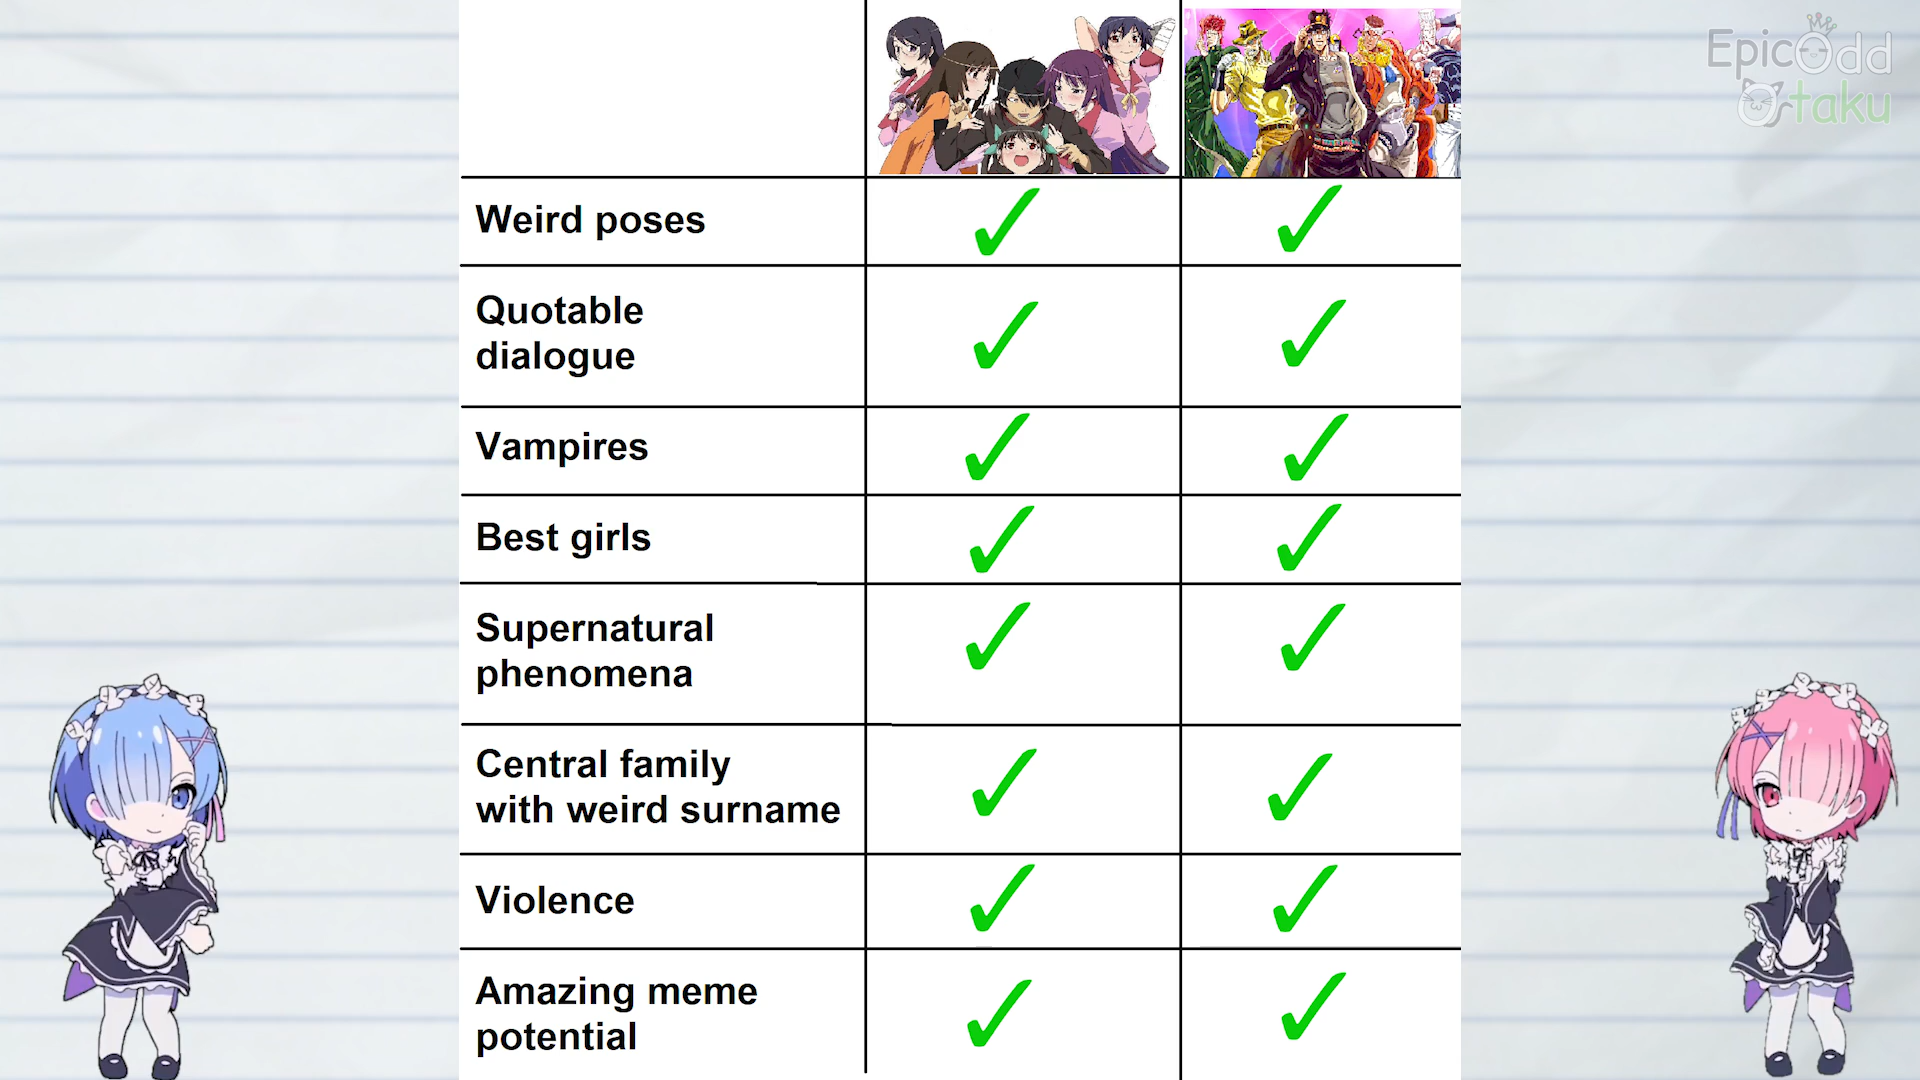 EpicOdd
Otaku
Weird poses
Quotable
dialogue
Vampires
Best girls
Supernatural
phenomena
Central family
with weird surname
Violence
Amazing meme
potential